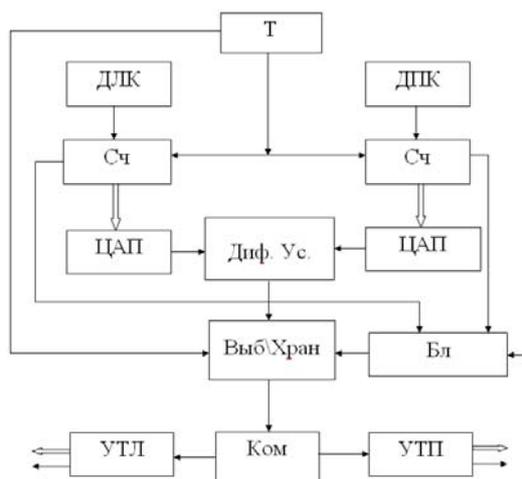 Т
ДЛК
ДПК
Сч
Сч
ЦАП
Диф. Ус.
ЦАП
Выб\Хран
Бл
УТЛ
Ком
УТП